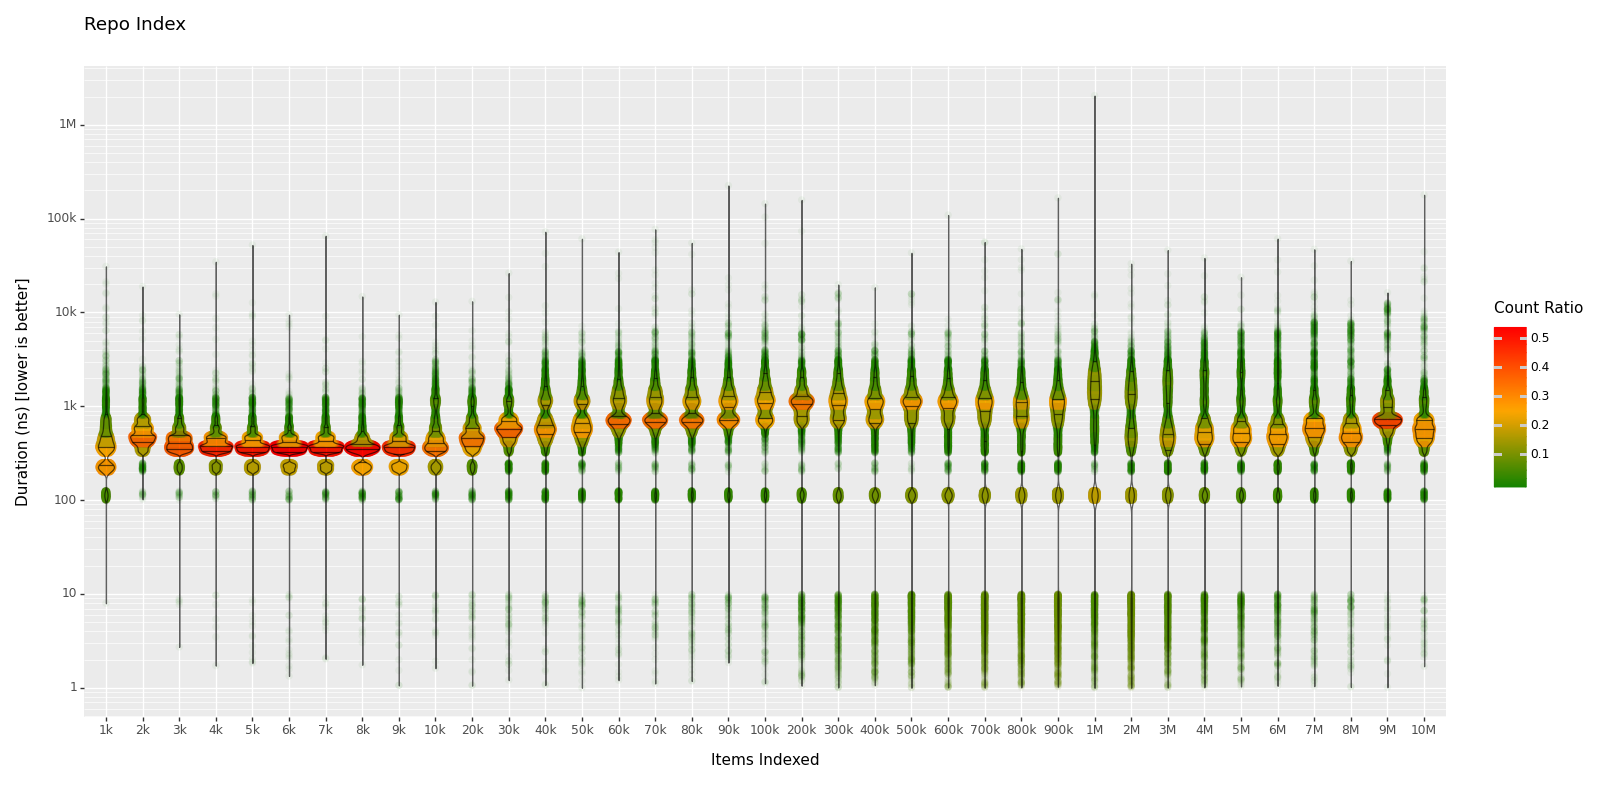 Repo Index
Duration (ns) [lower is better]
1M
100k
10k
1k
100
10
1
1k 2k 3k 4k 5k 6k 7k 8k 9k 10k 20k 30k 40k 50k 60k 70k 80k 90k 100k 200k 300k 400k 500k 600k 700k 800k 900k 1M 2M 3M 4M 5M 6M 7M 8M 9M 10M
Items Indexed
Count Ratio
0.5
0.4
0.3
0.2
0.1